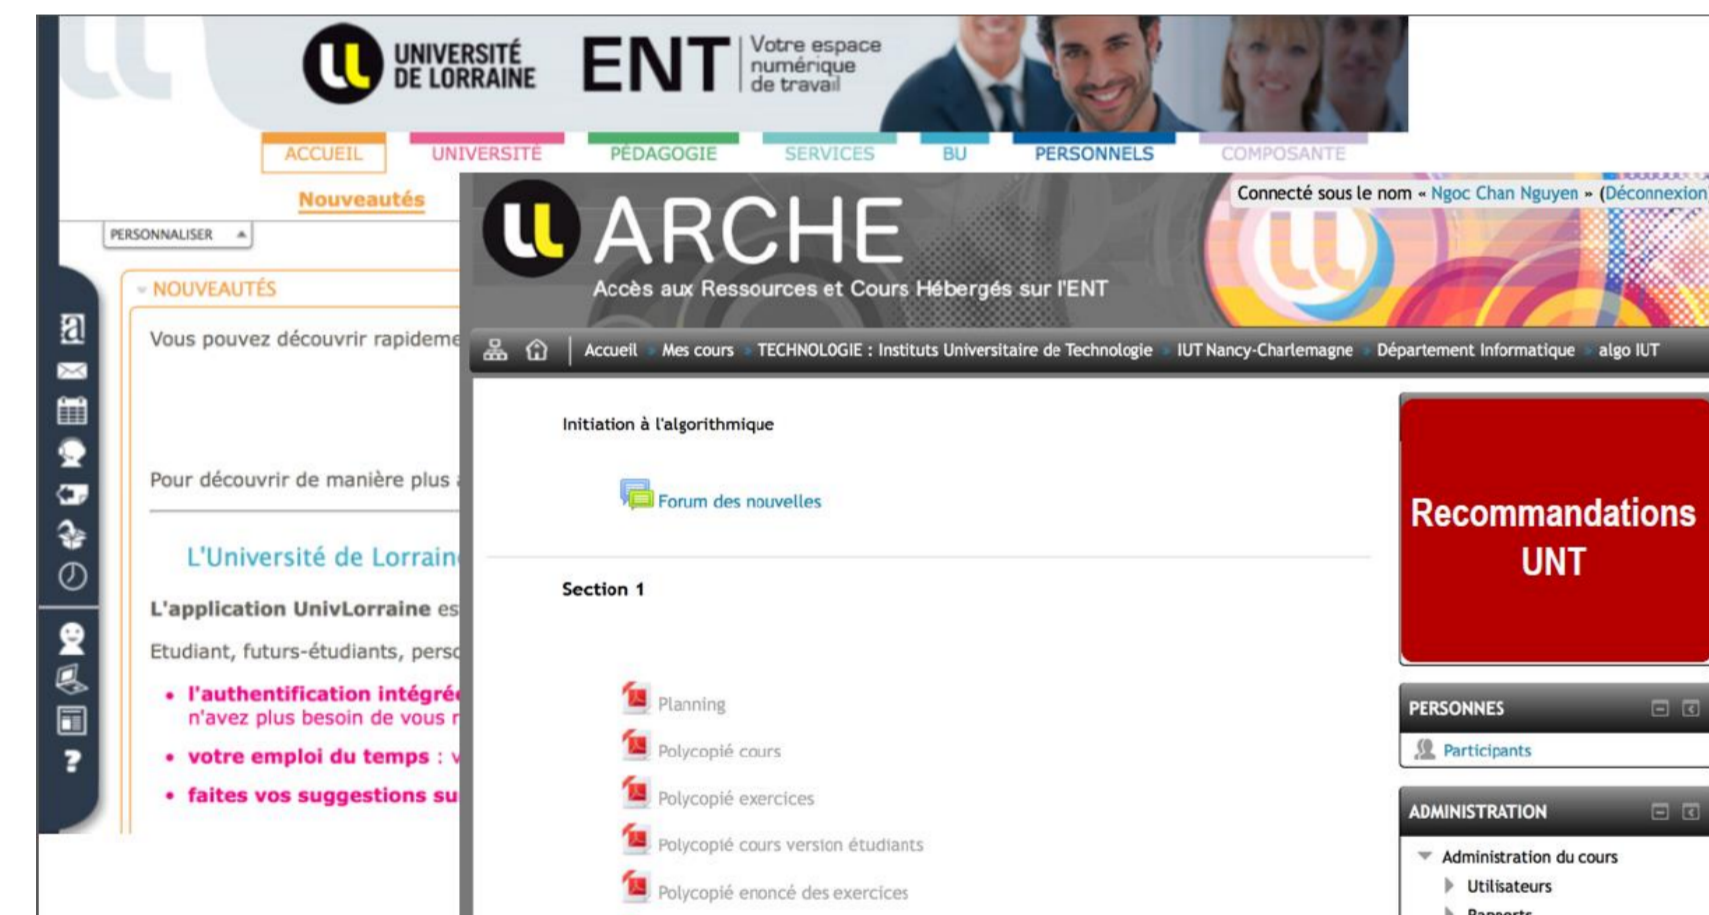 UNIVERSITÉ
DE LORRAINE
ENT
Votre espace
numérique
de travail
ACCUEIL UNIVERSITÉ PÉDAGOGIE SERVICES BU PERSONNELS COMPOSANTE
Nouveautés
PERSONNALISER
NOUVEAUTÉS
Vous pouvez découvrir rapideme
Pour découvrir de manière plus
L'Université de Lorrain
L'application UnivLorraine es
Etudiant, futurs-étudiants, perso
• l'authentification intégrée
n'avez plus besoin de vous r
• votre emploi du temps : v
• faites vos suggestions su
Connecté sous le nom « Ngoc Chan Nguyen » (Déconnexion)
ARCHE
Accès aux Ressources et Cours Hébergés sur l'ENT
Accueil Mes cours TECHNOLOGIE : Instituts Universitaire de Technologie IUT Nancy-Charlemagne Département Informatique algo IUT
Initiation à l'algorithmique
Forum des nouvelles
Section 1
Planning
Polycopié cours
Polycopié exercices
Polycopié cours version étudiants
Polycopié enoncé des exercices
Recommandations
UNT
PERSONNES
Participants
ADMINISTRATION
Administration du cours
Utilisateurs
Rapports